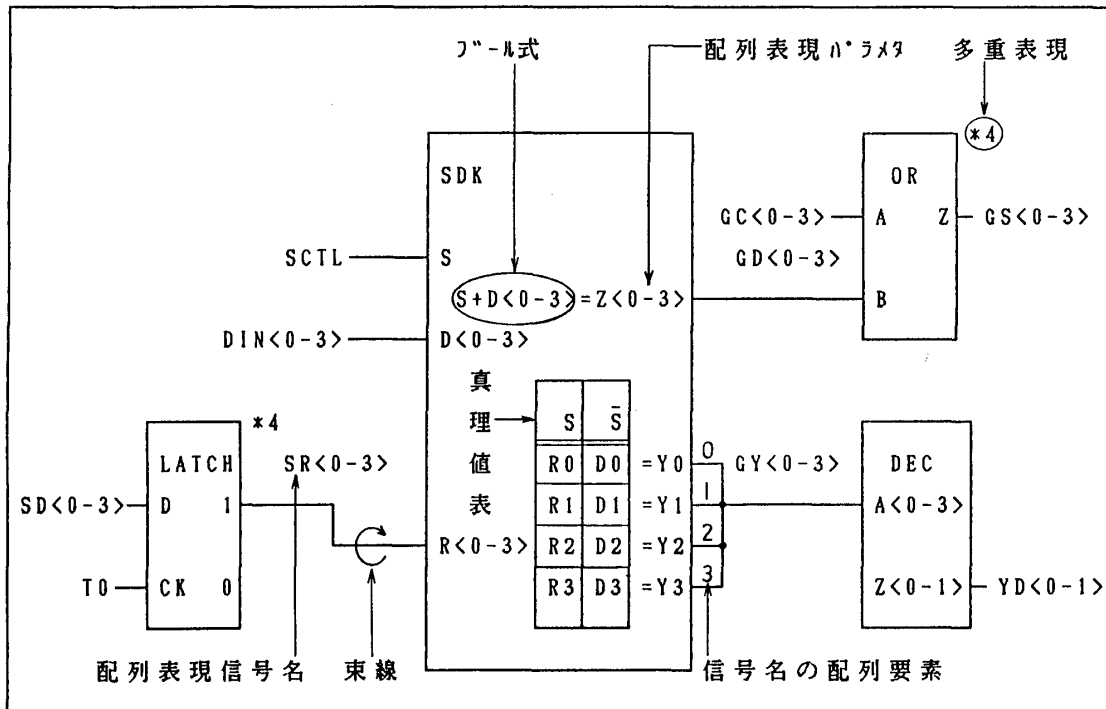 ブール式
配列表現パラメタ
多重表現
*4
SDK
OR
GC<0-3>
A
Z
GS<0-3>
SCTL
S
GD<0-3>
S+D<0-3>
=Z<0-3>
B
DIN<0-3>
D<0-3>
真理値表
S
S̄
*4
LATCH
SR<0-3>
R0
D0
=Y0
0
GY<0-3>
DEC
SD<0-3>
D
1
R1
D1
=Y1
1
A<0-3>
R<0-3>
R2
D2
=Y2
2
T0
CK
0
R3
D3
=Y3
3
Z<0-1>
YD<0-1>
配列表現信号名
束線
信号名の配列要素